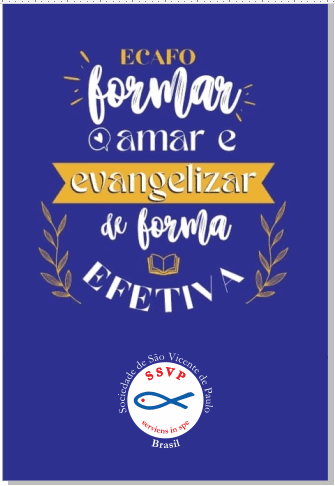 ECAFO
formar
amar e
evangelizar
de forma
EFETIVA
Sociedade de São Vicente de Paulo
SSVP
serviens in spe
Brasil